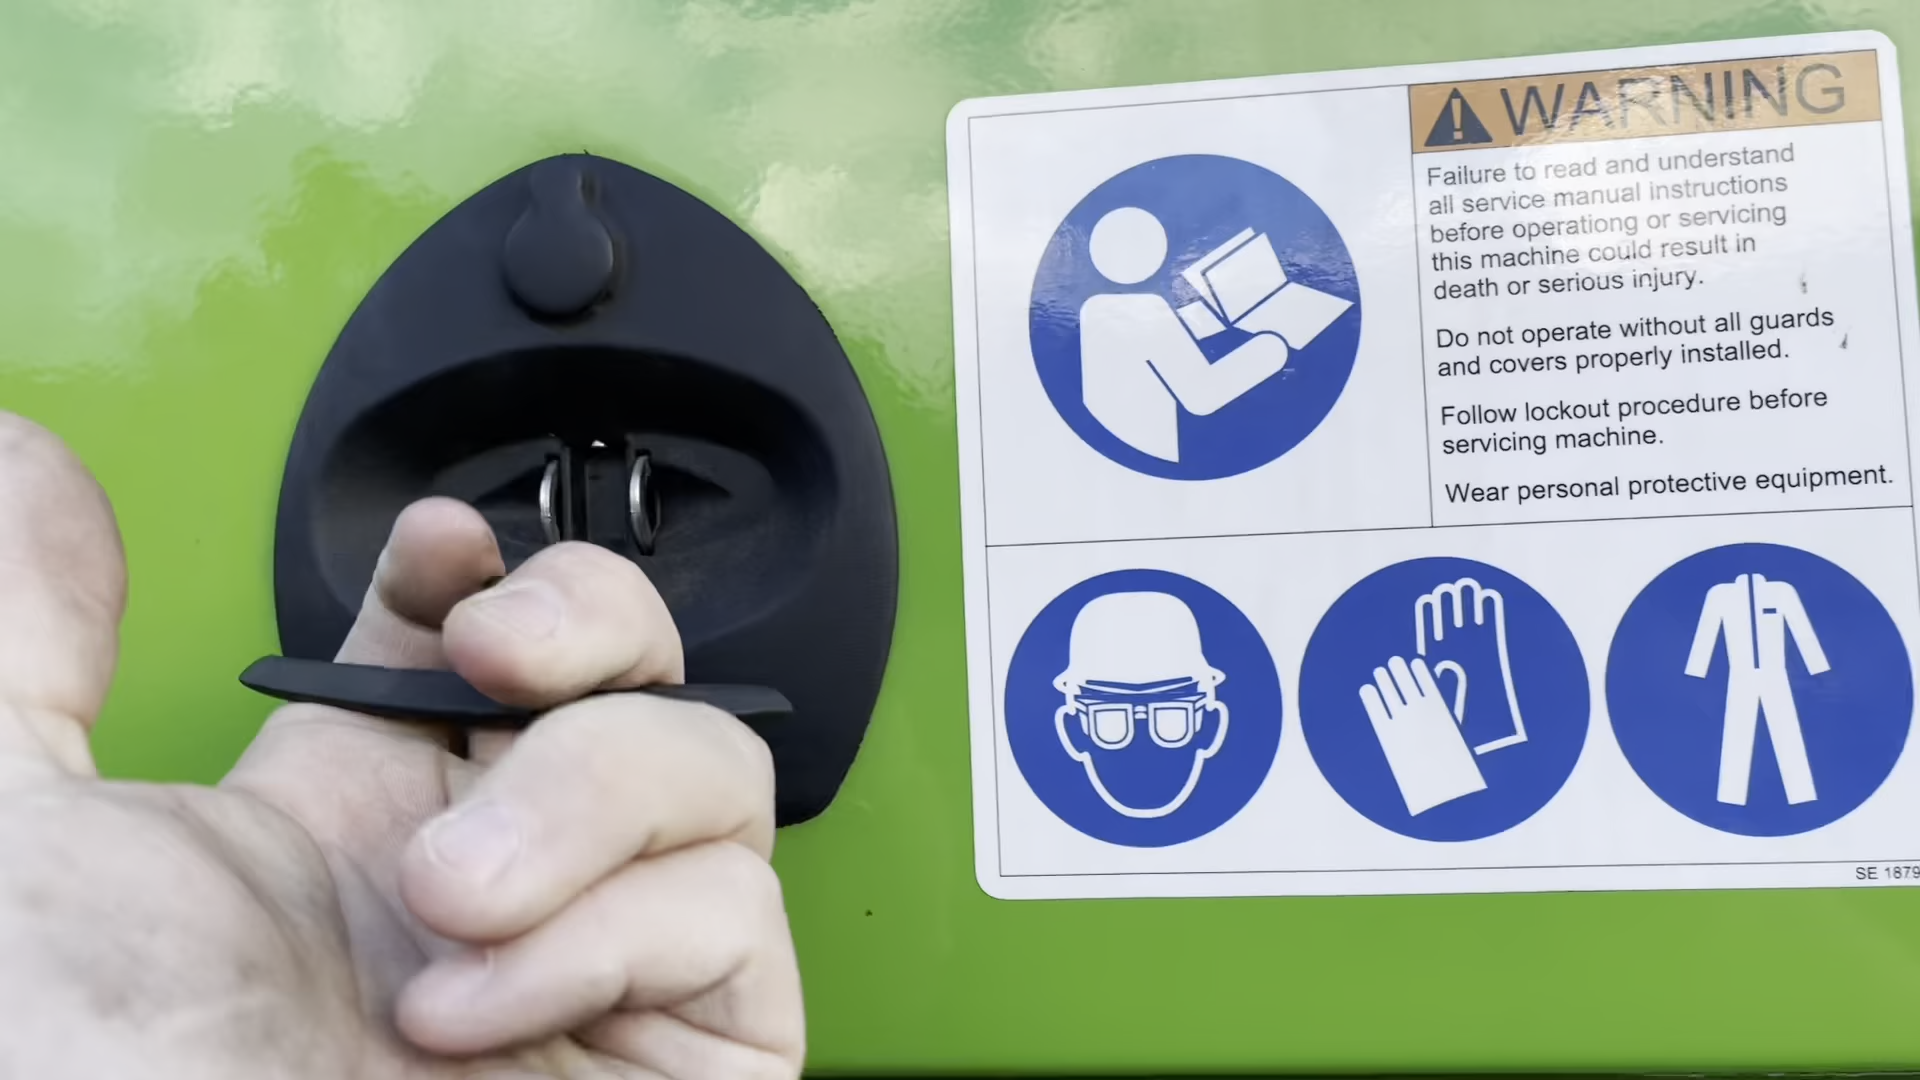 WARNING
Failure to read and understand
all service manual instructions
before operationg or servicing
this machine could result in
death or serious injury.
Do not operate without all guards
and covers properly installed.
Follow lockout procedure before
servicing machine.
Wear personal protective equipment.
SE 1879